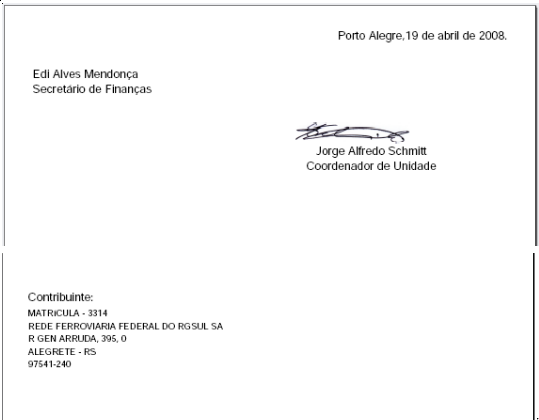 Porto Alegre,19 de abril de 2008.
Edi Alves Mendonça
Secretário de Finanças
Jorge Alfredo Schmitt
Coordenador de Unidade
Contribuinte:
MATRíCULA - 3314
REDE FERROVIARIA FEDERAL DO RGSUL SA
R GEN ARRUDA, 395, 0
ALEGRETE - RS
97541-240